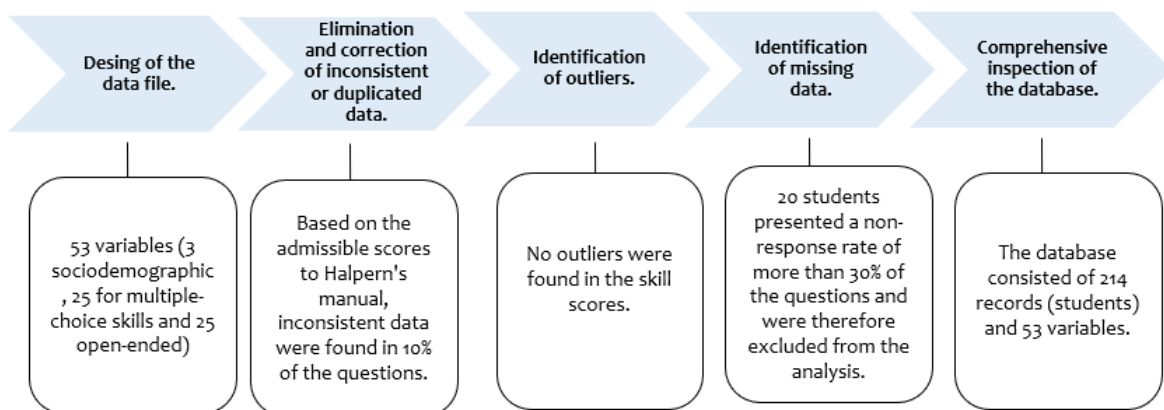 Desing of the
data file.
Elimination
and correction
of inconsistent
or duplicated
data.
Identification
of outliers.
Identification
of missing
data.
Comprehensive
inspection of
the database.
53 variables (3
sociodemographic
, 25 for multiple-
choice skills and 25
open-ended)
Based on the
admissible scores
to Halpern's
manual,
inconsistent data
were found in 10%
of the questions.
No outliers were
found in the skill
scores.
20 students
presented a non-
response rate of
more than 30% of
the questions and
were therefore
excluded from the
analysis.
The database
consisted of 214
records (students)
and 53 variables.